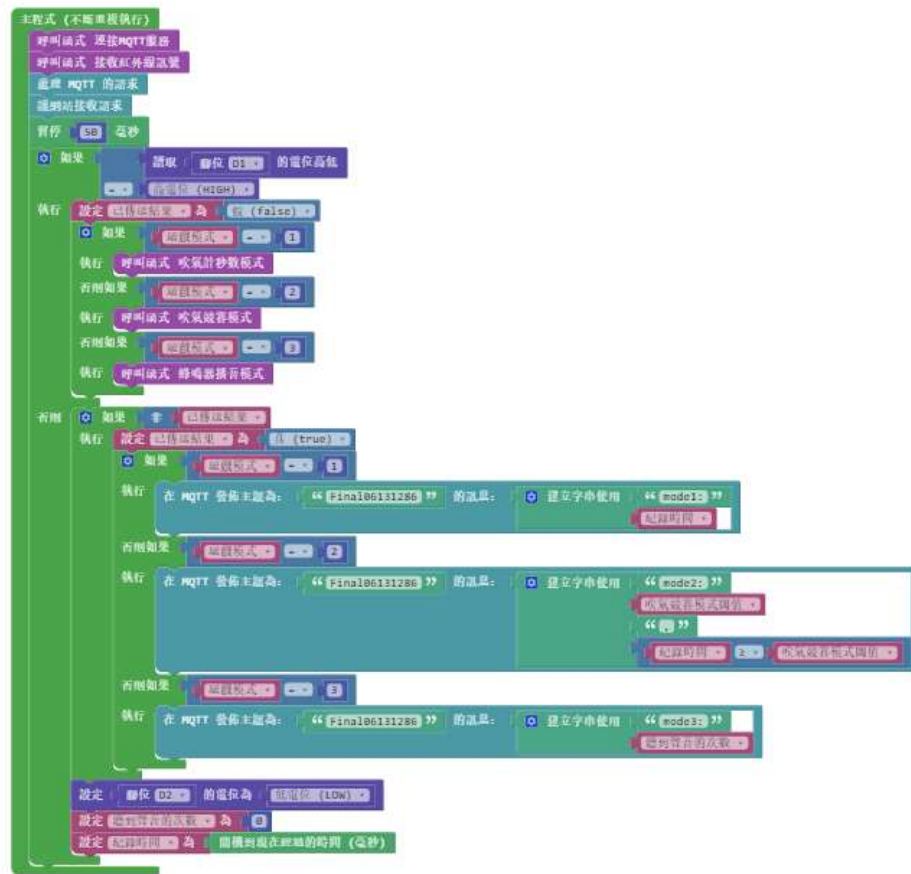 主程式 (不斷重複執行)
呼叫函式 連接MQTT服務
呼叫函式 接收紅外線訊號
處理 MQTT 的請求
讓網站接收請求
暫停 50 毫秒
如果 讀取 腳位 D1 的電位高低
= 高電位 (HIGH)
執行 設定 已傳送結果 為 假 (false)
如果 遊戲模式 = 1
執行 呼叫函式 吹氣計秒數模式
否則如果 遊戲模式 = 2
執行 呼叫函式 吹氣競賽模式
否則如果 遊戲模式 = 3
執行 呼叫函式 蜂鳴器播音模式
否則 如果 非 已傳送結果
執行 設定 已傳送結果 為 真 (true)
如果 遊戲模式 = 1
執行 在 MQTT 發佈主題為: “ Final06131286 ” 的訊息: 建立字串使用 “ mode1: ”
紀錄時間
否則如果 遊戲模式 = 2
執行 在 MQTT 發佈主題為: “ Final06131286 ” 的訊息: 建立字串使用 “ mode2: ”
吹氣競賽模式閾值
“ , ”
紀錄時間 ≥ 吹氣競賽模式閾值
否則如果 遊戲模式 = 3
執行 在 MQTT 發佈主題為: “ Final06131286 ” 的訊息: 建立字串使用 “ mode3: ”
聽到聲音的次數
設定 腳位 D2 的電位為 低電位 (LOW)
設定 聽到聲音的次數 為 0
設定 紀錄時間 為 開機到現在經過的時間 (毫秒)